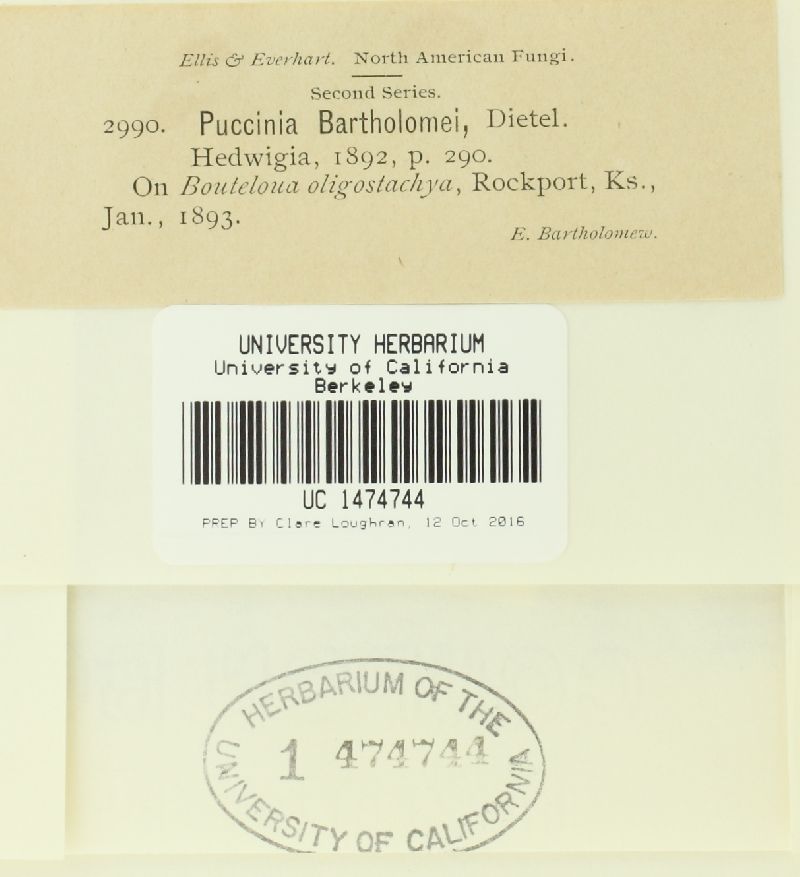 Ellis & Everhart. North American Fungi.
Second Series.
2990. Puccinia Bartholomei, Dietel.
Hedwigia, 1892, p. 290.
On Bouteloua oligostachya, Rockport, Ks.,
Jan., 1893.
E. Bartholomew.
UNIVERSITY HERBARIUM
University of California
Berkeley
UC 1474744
PREP BY Clare Loughran, 12 Oct 2016
HERBARIUM OF THE
1 474744
UNIVERSITY OF CALIFORNIA